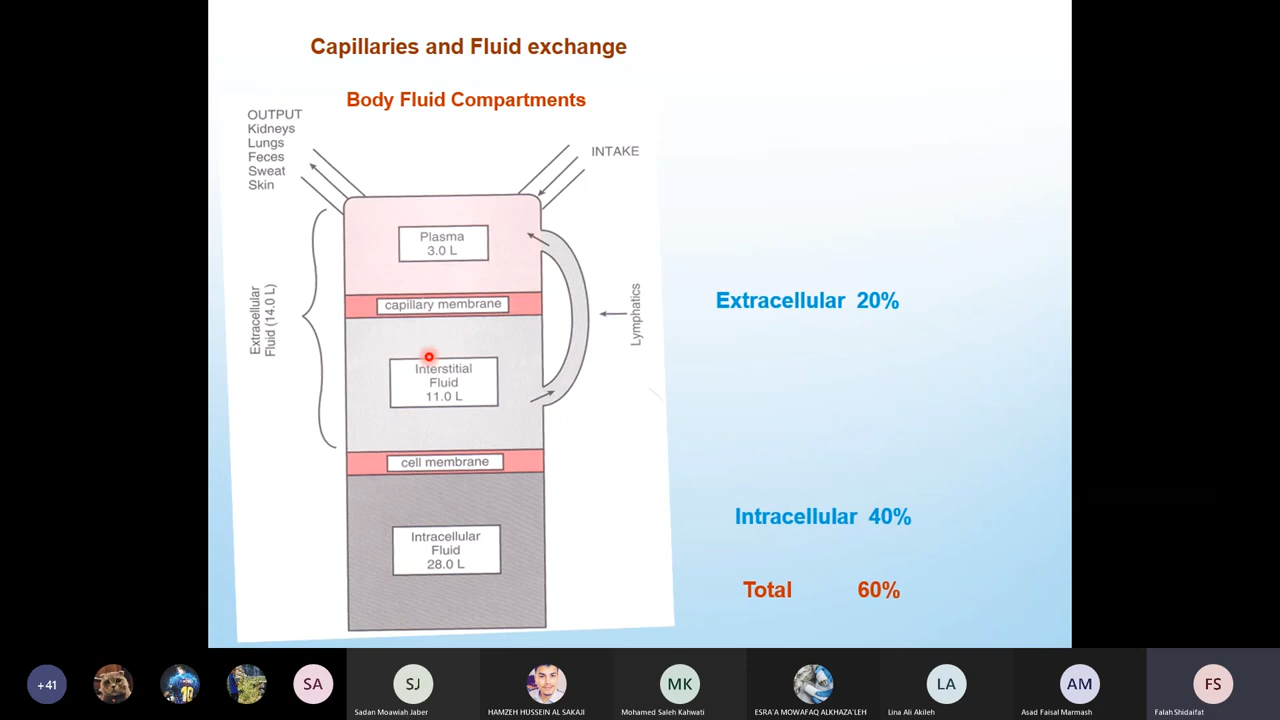 Capillaries and Fluid exchange
Body Fluid Compartments
OUTPUT
Kidneys
Lungs
Feces
Sweat
Skin
INTAKE
Plasma
3.0 L
capillary membrane
Extracellular
Fluid (14.0 L)
Lymphatics
Interstitial
Fluid
11.0 L
cell membrane
Intracellular
Fluid
28.0 L
Extracellular 20%
Intracellular 40%
Total 60%
+41
10
SA
SJ
MK
LA
AM
FS
Sadan Moawiah Jaber
HAMZEH HUSSEIN AL SAKAJI
Mohamed Saleh Kahwati
ESRA'A MOWAFAQ ALKHAZA'LEH
Lina Ali Akileh
Asad Faisal Marmash
Falah Shidaifat